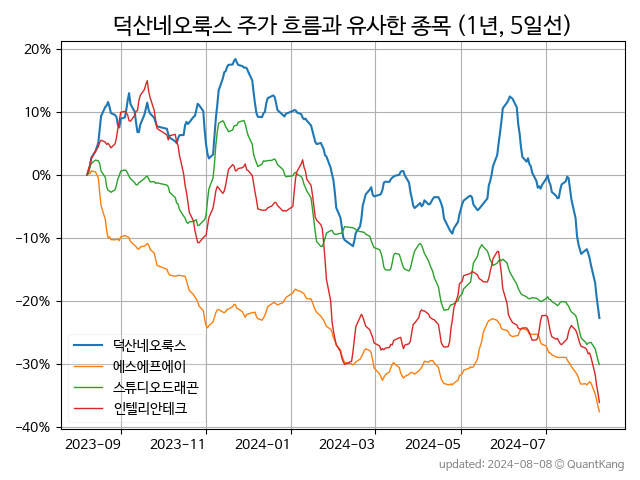 덕산네오룩스 주가 흐름과 유사한 종목 (1년, 5일선)
20%
10%
0%
−10%
−20%
−30%
−40%
덕산네오룩스
에스에프에이
스튜디오드래곤
인텔리안테크
2023-09 2023-11 2024-01 2024-03 2024-05 2024-07
updated: 2024-08-08 © QuantKang